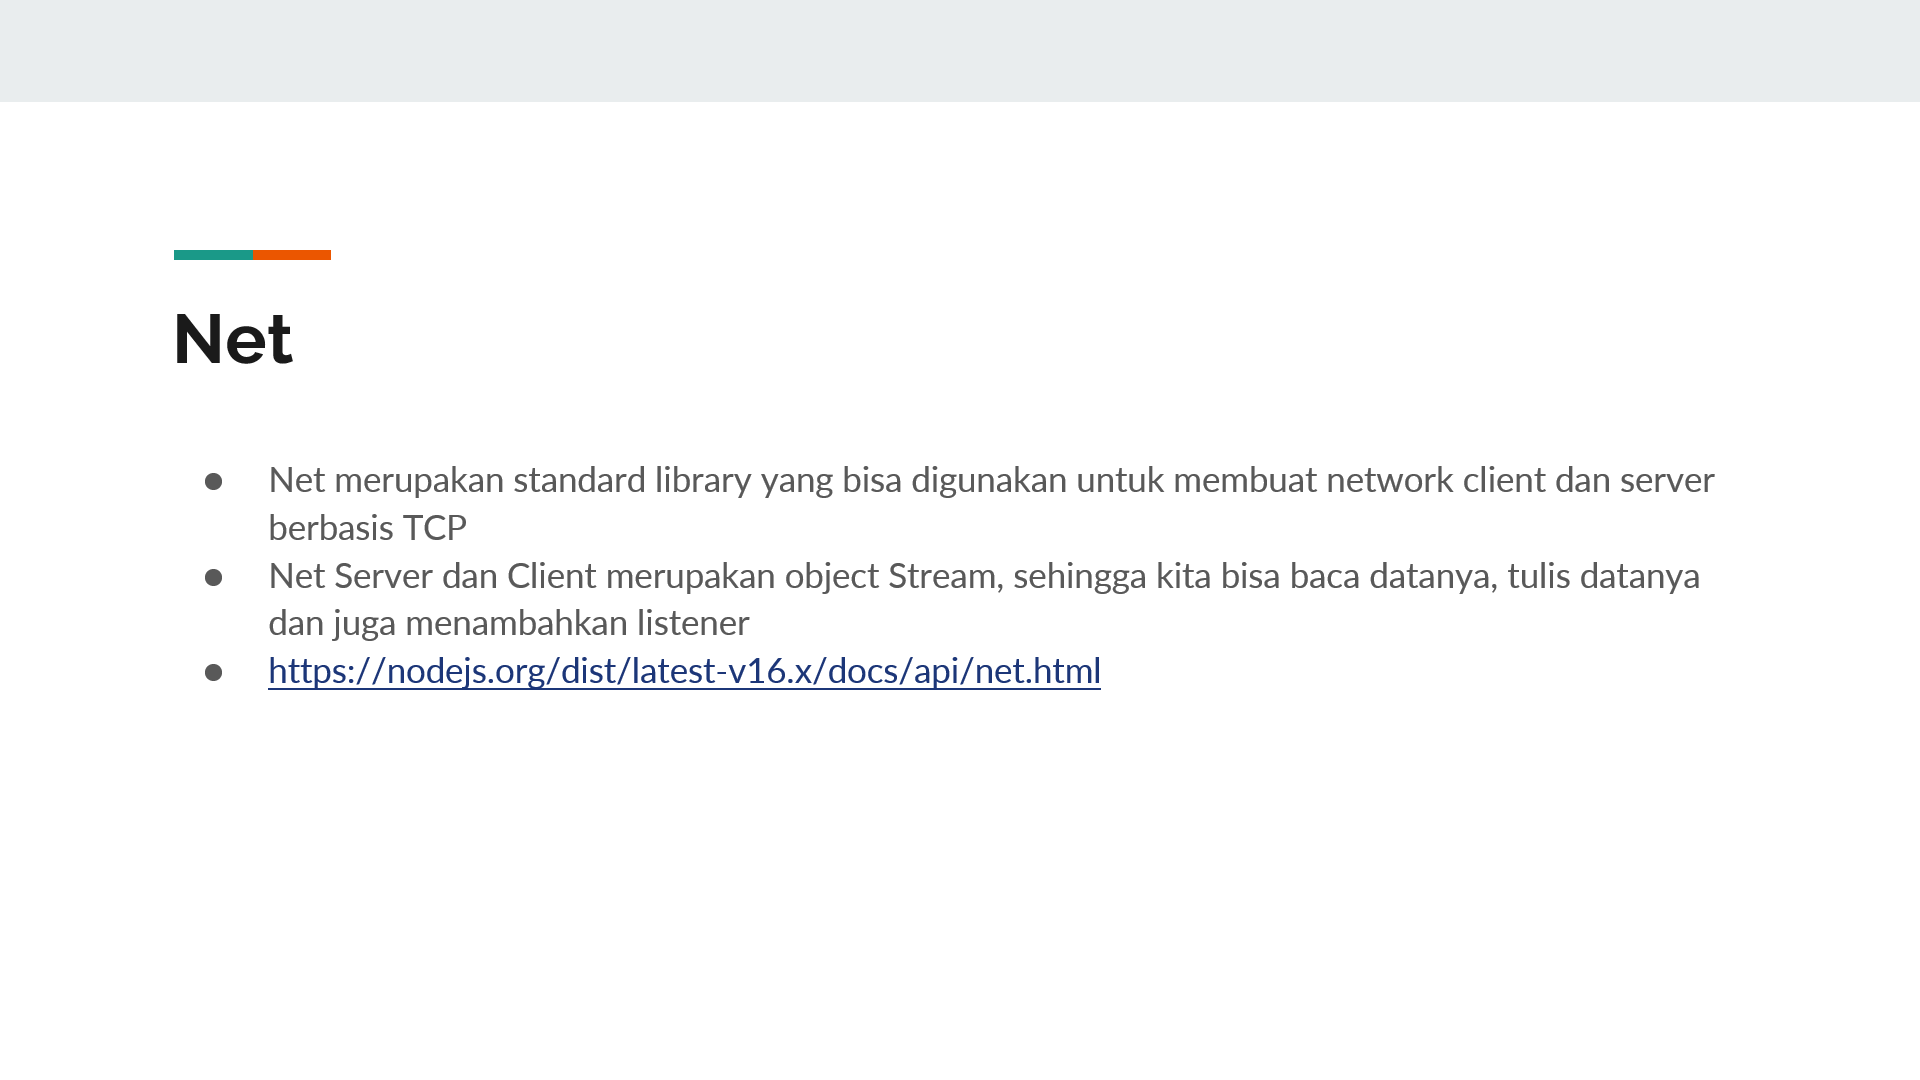 Net
● Net merupakan standard library yang bisa digunakan untuk membuat network client dan server
berbasis TCP
● Net Server dan Client merupakan object Stream, sehingga kita bisa baca datanya, tulis datanya
dan juga menambahkan listener
● https://nodejs.org/dist/latest-v16.x/docs/api/net.html